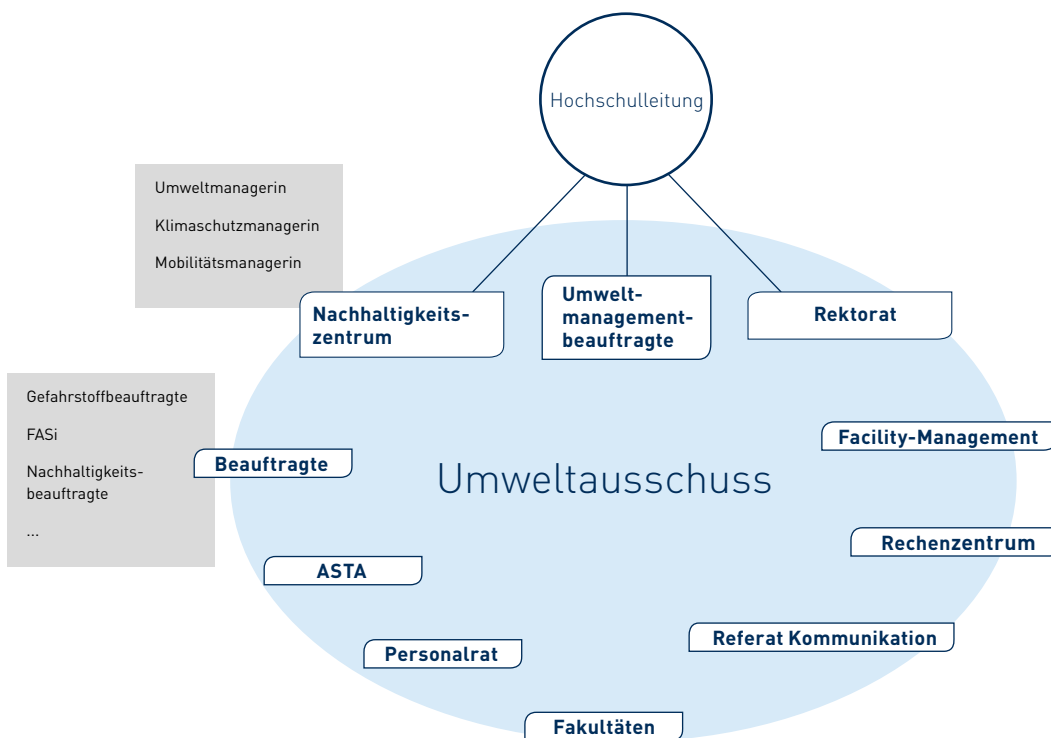 Hochschulleitung
Umweltmanagerin
Klimaschutzmanagerin
Mobilitätsmanagerin
Nachhaltigkeits-
zentrum
Umwelt-
management-
beauftragte
Rektorat
Gefahrstoffbeauftragte
FASi
Nachhaltigkeits-
beauftragte
...
Beauftragte
Umweltausschuss
Facility-Management
Rechenzentrum
ASTA
Referat Kommunikation
Personalrat
Fakultäten